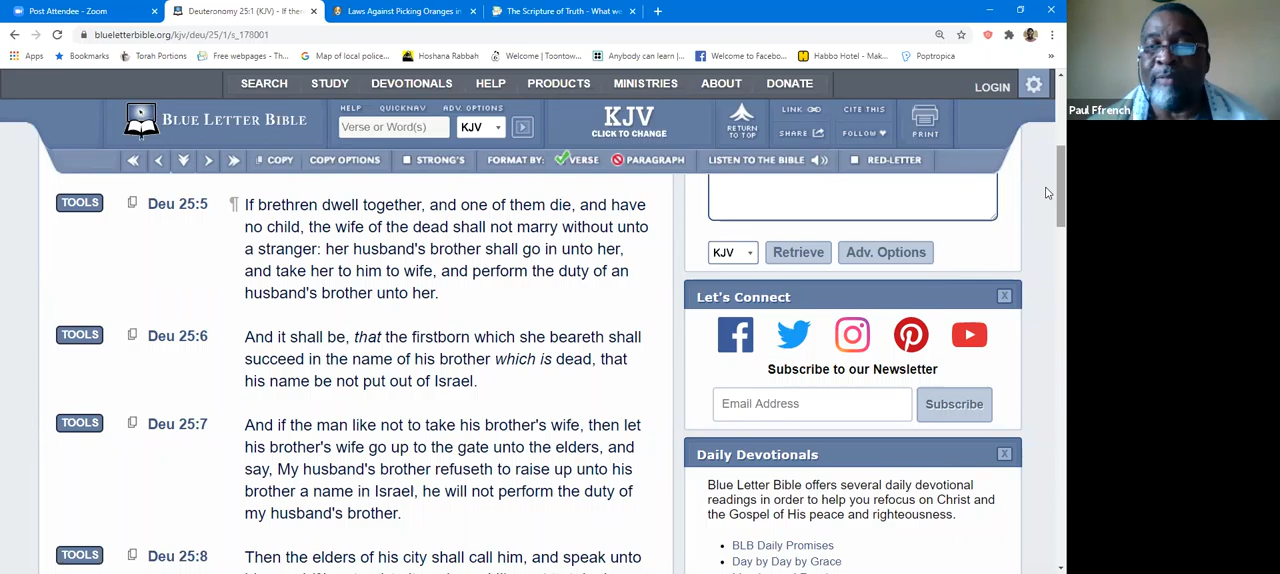 Post Attendee - Zoom
Deuteronomy 25:1 (KJV) - If ther
Laws Against Picking Oranges in
The Scripture of Truth - What we
blueletterbible.org/kjv/deu/25/1/s_178001
Apps
Bookmarks
Torah Portions
Free webpages - Th...
Map of local police...
Hoshana Rabbah
Welcome | Toontow...
Anybody can learn |...
Welcome to Faceboo...
Habbo Hotel - Mak...
Poptropica
»
SEARCH STUDY DEVOTIONALS HELP PRODUCTS MINISTRIES ABOUT DONATE
LOGIN
BLUE LETTER BIBLE
HELP QUICKNAV ADV. OPTIONS
Verse or Word(s)
KJV
KJV
CLICK TO CHANGE
RETURN
TO TOP
LINK
CITE THIS
SHARE
FOLLOW
PRINT
COPY COPY OPTIONS STRONG'S FORMAT BY: VERSE PARAGRAPH LISTEN TO THE BIBLE RED-LETTER
TOOLS Deu 25:5 ¶ If brethren dwell together, and one of them die, and have
no child, the wife of the dead shall not marry without unto
a stranger: her husband's brother shall go in unto her,
and take her to him to wife, and perform the duty of an
husband's brother unto her.
TOOLS Deu 25:6 And it shall be, that the firstborn which she beareth shall
succeed in the name of his brother which is dead, that
his name be not put out of Israel.
TOOLS Deu 25:7 And if the man like not to take his brother's wife, then let
his brother's wife go up to the gate unto the elders, and
say, My husband's brother refuseth to raise up unto his
brother a name in Israel, he will not perform the duty of
my husband's brother.
TOOLS Deu 25:8 Then the elders of his city shall call him, and speak unto
KJV Retrieve Adv. Options
Let's Connect X
Subscribe to our Newsletter
Email Address Subscribe
Daily Devotionals X
Blue Letter Bible offers several daily devotional
readings in order to help you refocus on Christ and
the Gospel of His peace and righteousness.
BLB Daily Promises
Day by Day by Grace
Paul Ffrench